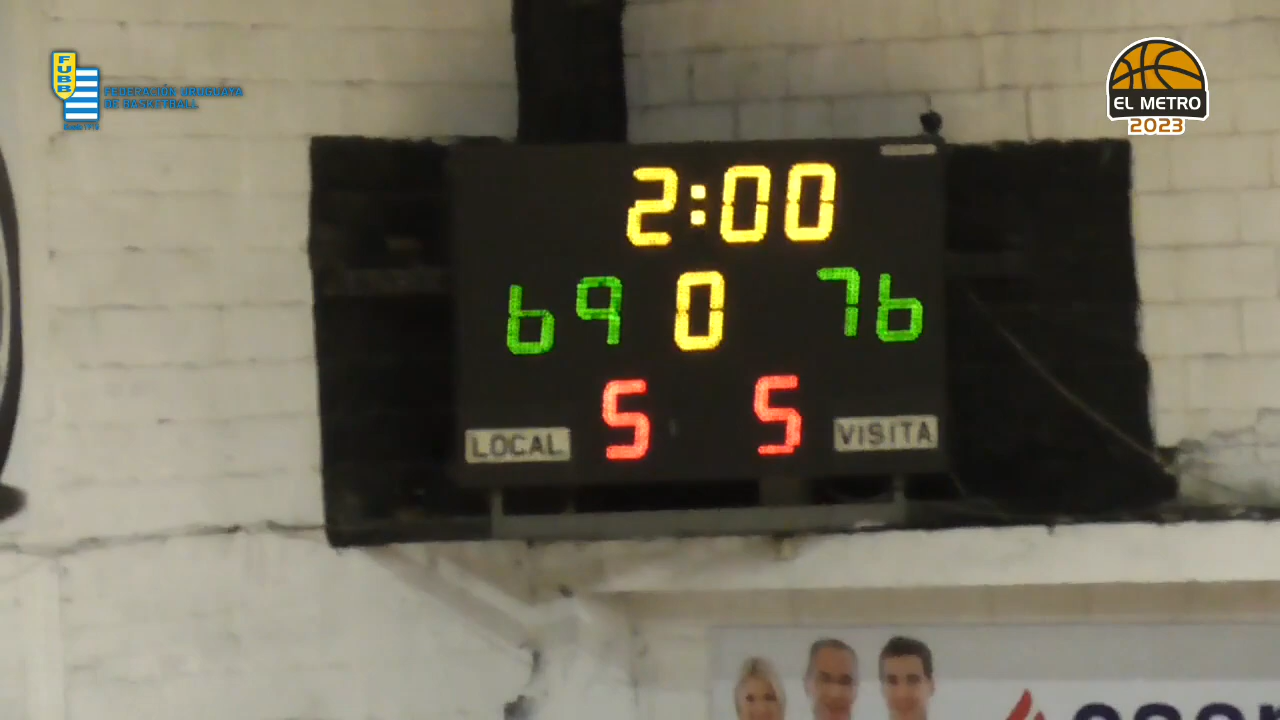 FUBB
FEDERACIÓN URUGUAYA
DE BASKETBALL
EL METRO
2023
2:00
69 0 76
5 5
LOCAL VISITA